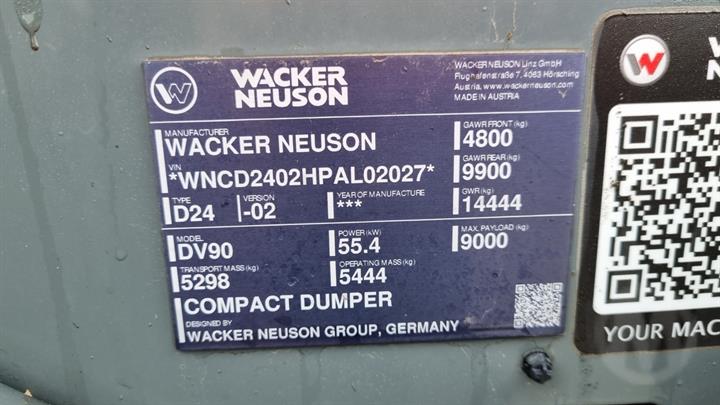 WACKER
NEUSON
WACKER NEUSON Linz GmbH
Flughafenstraße 7, 4063 Hörsching
Austria, www.wackerneuson.com
MADE IN AUSTRIA
MANUFACTURER
WACKER NEUSON
VIN
*WNCD2402HPAL02027*
TYPE
D24
VERSION
-02
YEAR OF MANUFACTURE
***
GAWR FRONT (kg)
4800
GAWR REAR (kg)
9900
GWR (kg)
14444
MODEL
DV90
POWER (kW)
55.4
MAX. PAYLOAD (kg)
9000
TRANSPORT MASS (kg)
5298
OPERATING MASS (kg)
5444
COMPACT DUMPER
DESIGNED BY
WACKER NEUSON GROUP, GERMANY
YOUR MAC